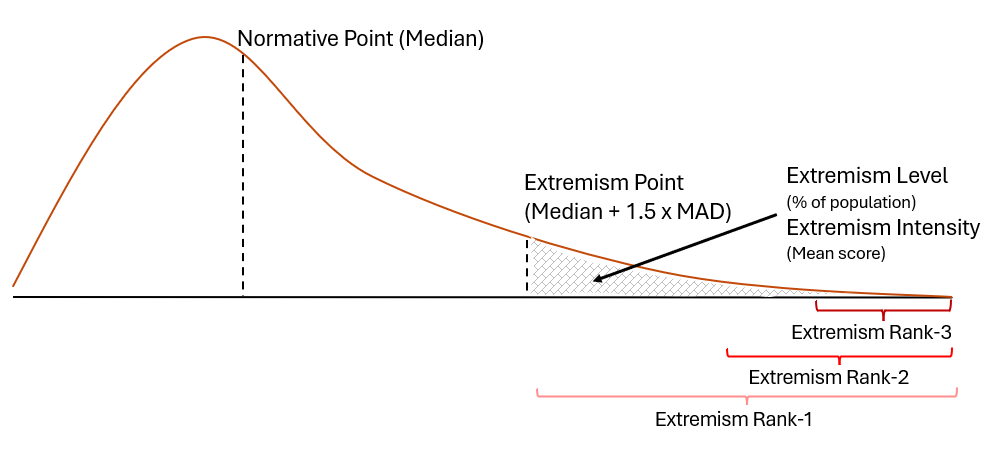 Normative Point (Median)
Extremism Point
(Median + 1.5 x MAD)
Extremism Level
(% of population)
Extremism Intensity
(Mean score)
Extremism Rank-3
Extremism Rank-2
Extremism Rank-1